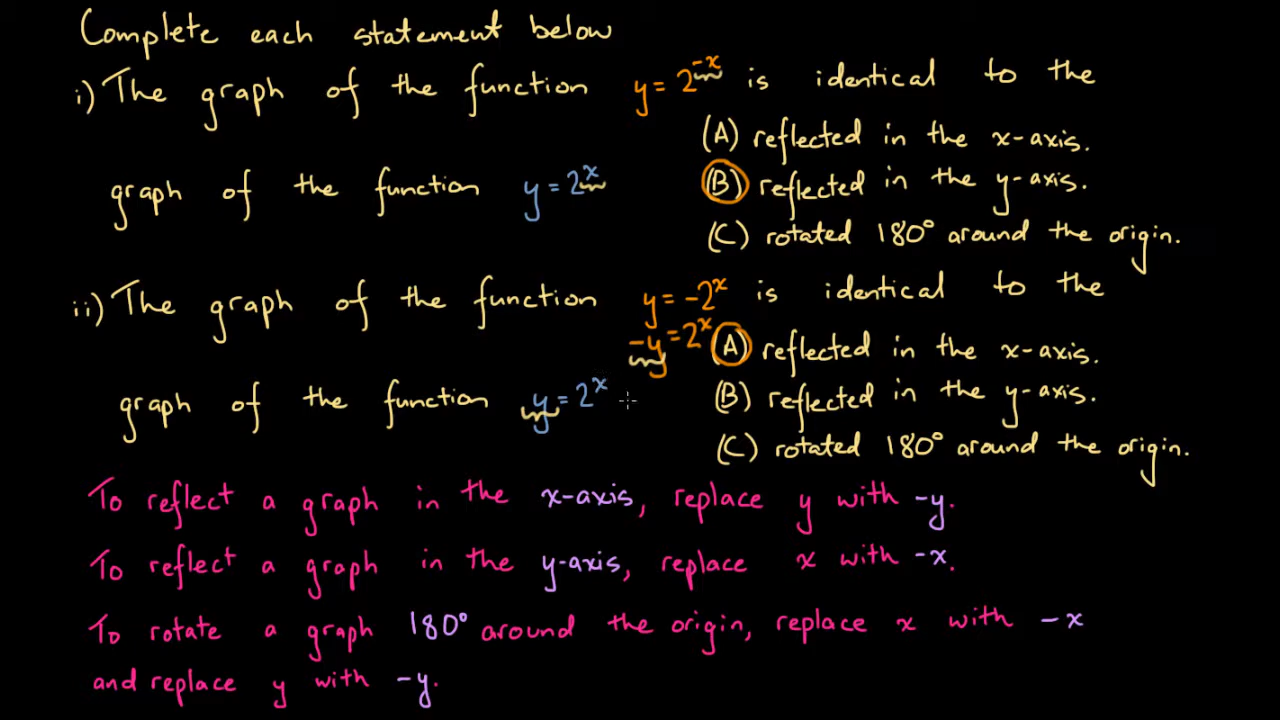 Complete each statement below
i) The graph of the function y = 2^-x is identical to the
(A) reflected in the x-axis.
graph of the function y = 2^x (B) reflected in the y-axis.
(C) rotated 180° around the origin.
ii) The graph of the function y = -2^x is identical to the
-y = 2^x (A) reflected in the x-axis.
graph of the function y = 2^x (B) reflected in the y-axis.
(C) rotated 180° around the origin.
To reflect a graph in the x-axis, replace y with -y.
To reflect a graph in the y-axis, replace x with -x.
To rotate a graph 180° around the origin, replace x with -x
and replace y with -y.